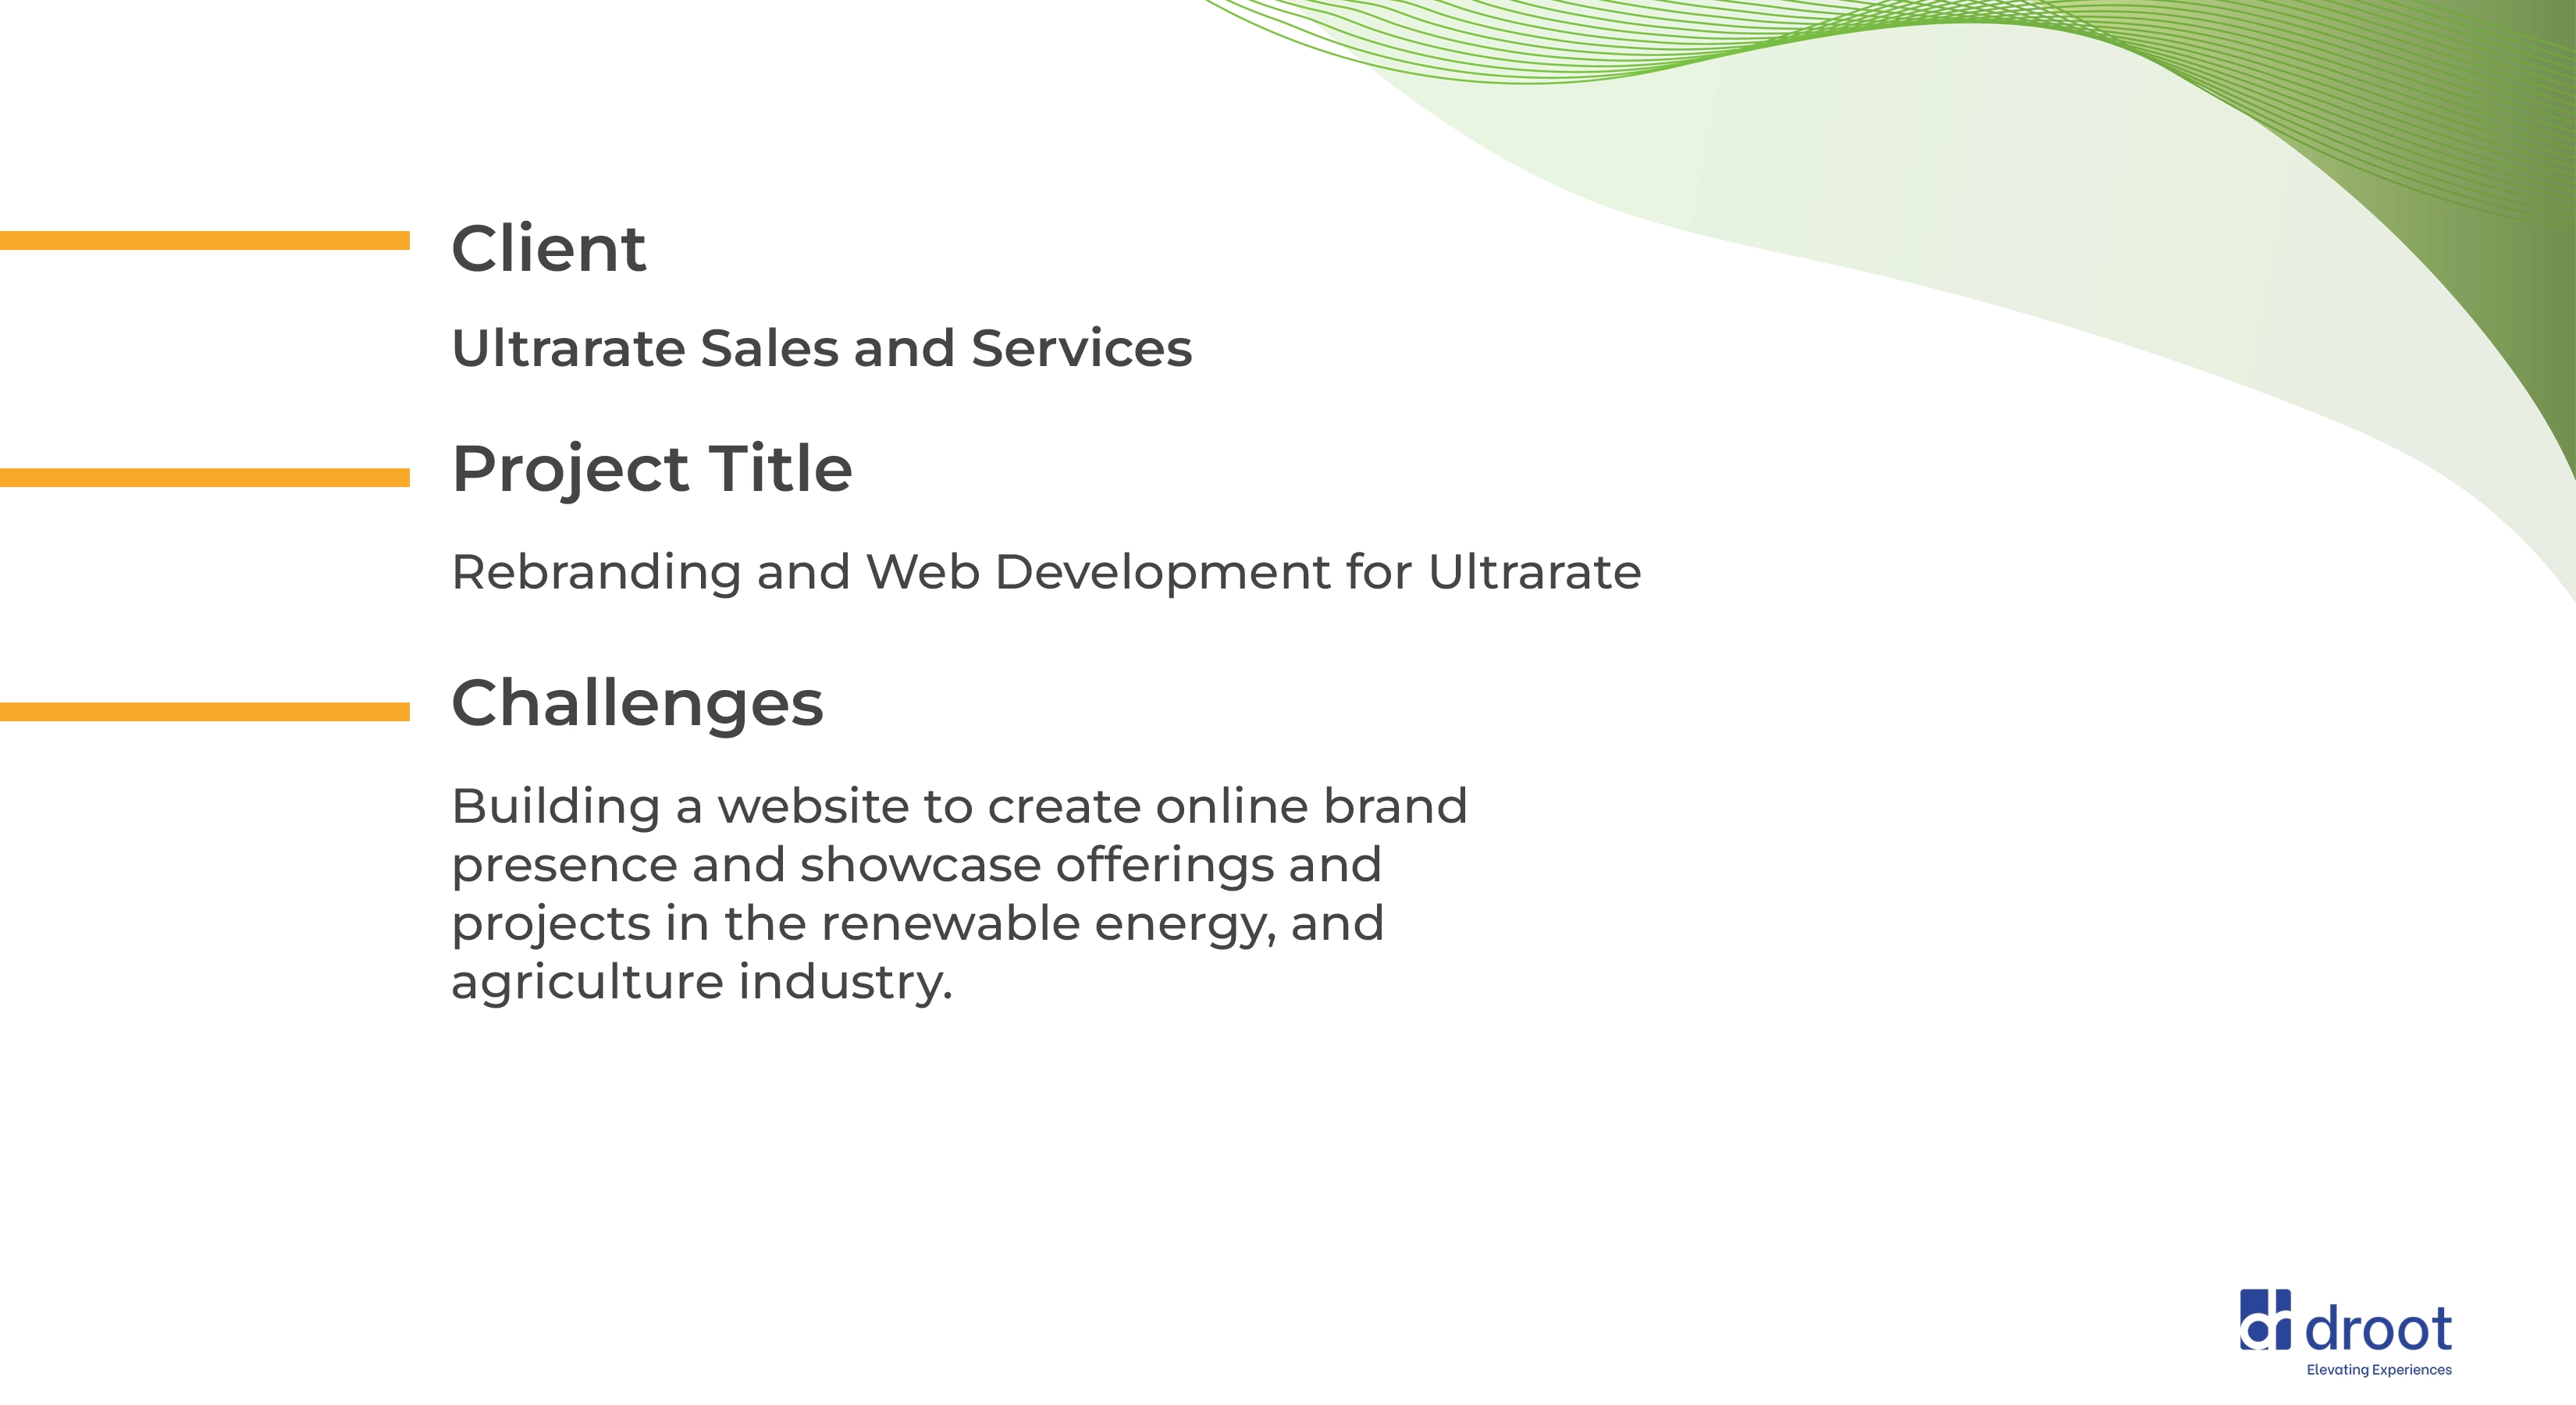 Client
Ultrarate Sales and Services
Project Title
Rebranding and Web Development for Ultrarate
Challenges
Building a website to create online brand
presence and showcase offerings and
projects in the renewable energy, and
agriculture industry.
dr droot
Elevating Experiences